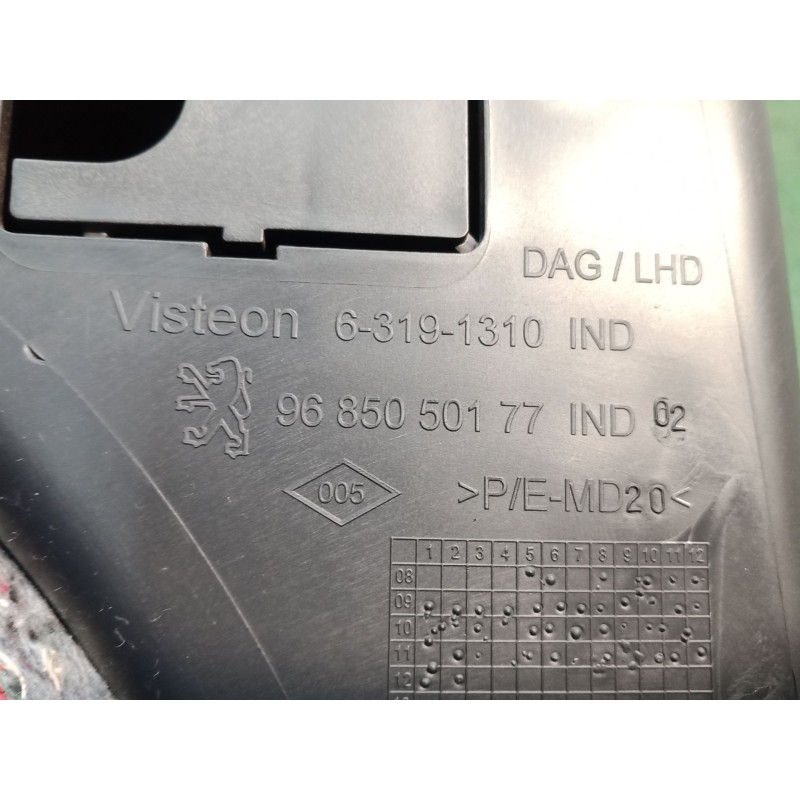 DAG / LHD
Visteon 6-319-1310 IND
96 850 501 77 IND 02
005 >P/E-MD20<
1 2 3 4 5 6 7 8 9 10 11 12
08
09
10
11
12